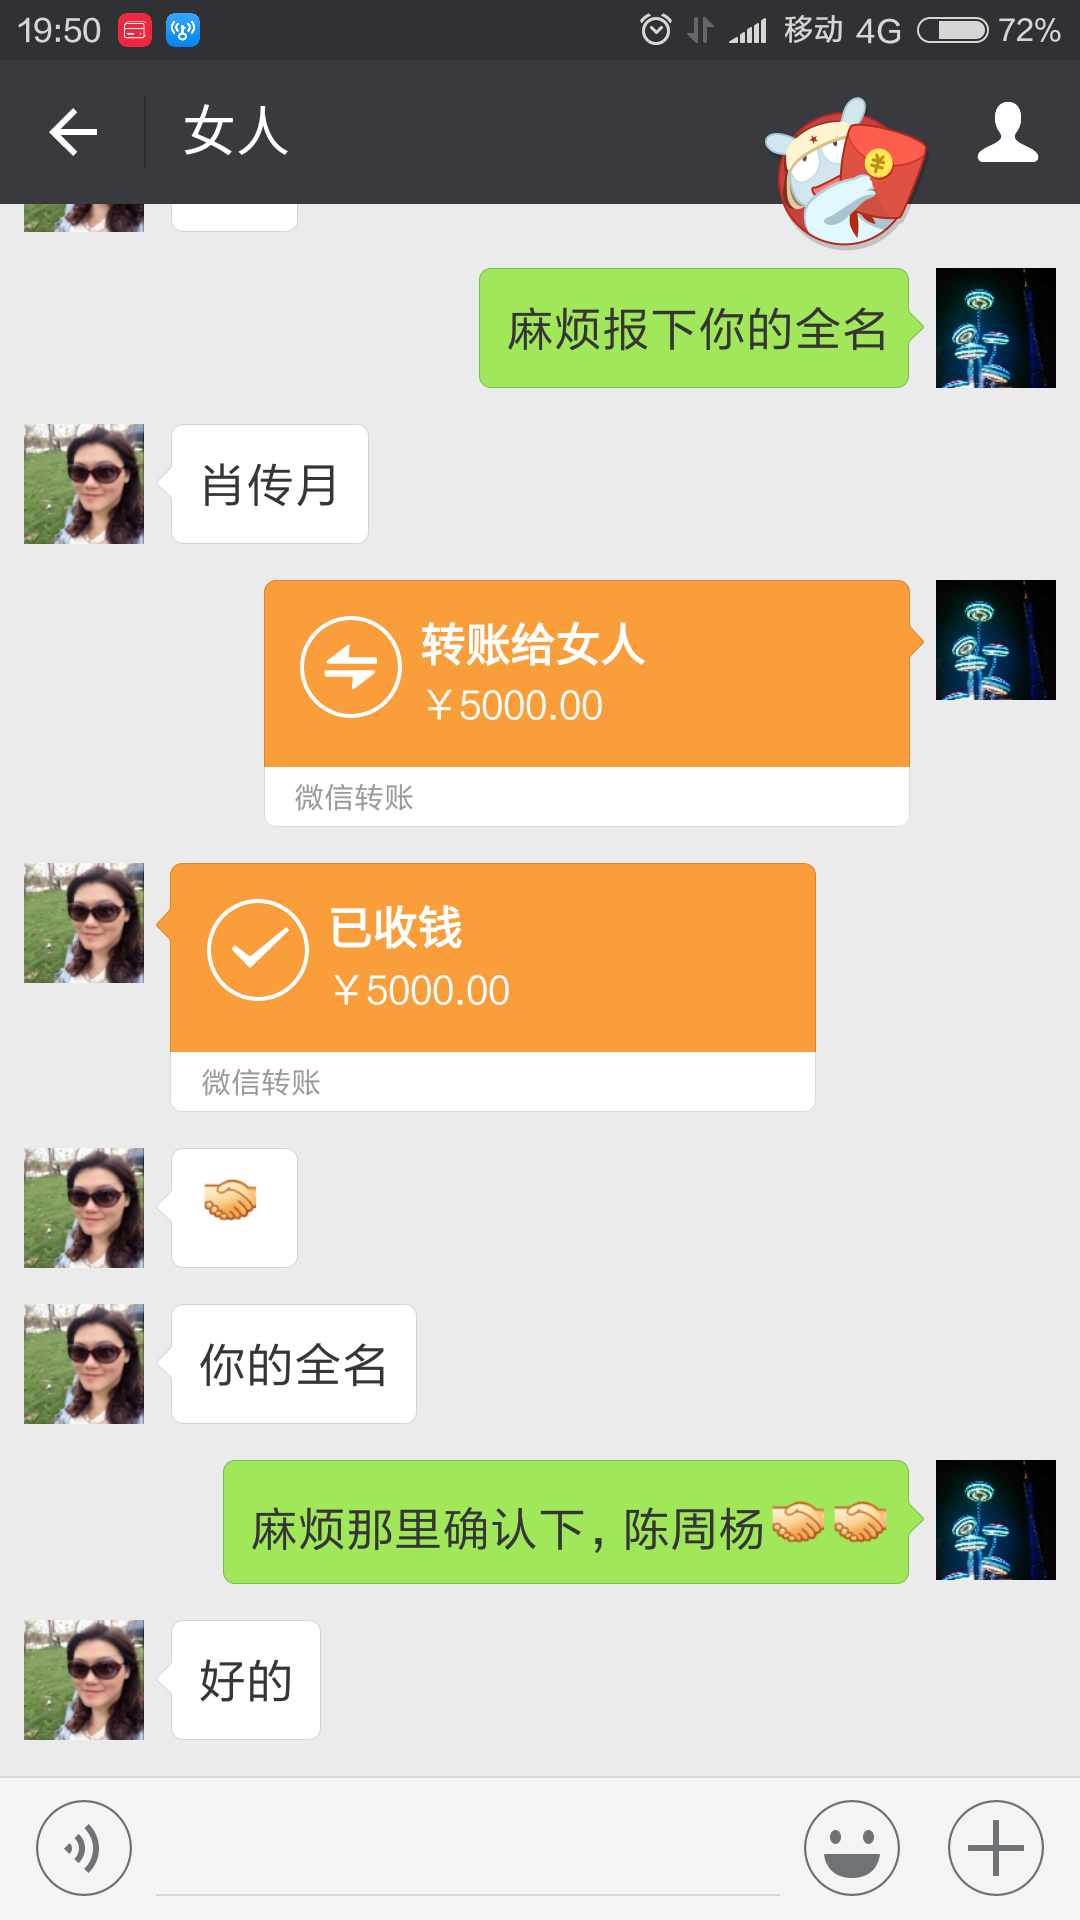 19:50 移动 4G 72%
女人
麻烦报下你的全名
肖传月
转账给女人
￥5000.00
微信转账
已收钱
￥5000.00
微信转账
你的全名
麻烦那里确认下，陈周杨
好的